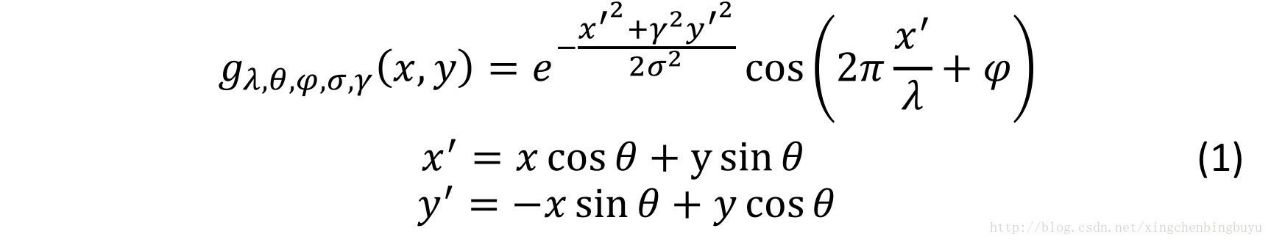 g_{λ,θ,φ,σ,γ}(x, y) = e^{-\frac{x'^2+γ^2y'^2}{2σ^2}} cos(2π \frac{x'}{λ} + φ)
x′ = x cos θ + y sin θ (1)
y′ = −x sin θ + y cos θ
http://blog.csdn.net/xingchenbingbuyu